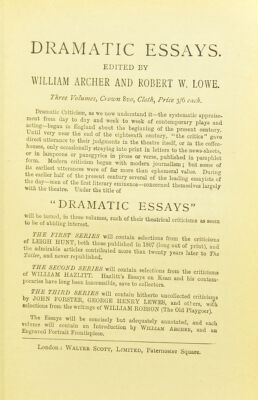 DRAMATIC ESSAYS.
EDITED BY
WILLIAM ARCHER AND ROBERT W. LOWE.
Three Volumes, Crown 8vo, Cloth, Price 3/6 each.
Dramatic Criticism, as we now understand it—the systematic appraise-
ment from day to day and week to week of contemporary plays and
acting—began in England about the beginning of the present century.
Until very near the end of the eighteenth century, "the critics" gave
direct utterance to their judgments in the theatre itself, or in the coffee-
houses, only occasionally straying into print in letters to the news-sheets,
or in lampoons or panegyrics in prose or verse, published in pamphlet
form. Modern criticism began with modern journalism; but some of
its earliest utterances were of far more than ephemeral value. During
the earlier half of the present century several of the leading essayists of
the day—men of the first literary eminence—concerned themselves largely
with the theatre. Under the title of
"DRAMATIC ESSAYS"
will be issued, in three volumes, such of their theatrical criticisms as seem
to be of abiding interest.
THE FIRST SERIES will contain selections from the criticisms
of LEIGH HUNT, both those published in 1807 (long out of print), and
the admirable articles contributed more than twenty years later to The
Tatler, and never republished.
THE SECOND SERIES will contain selections from the criticisms
of WILLIAM HAZLITT. Hazlitt's Essays on Kean and his contem-
poraries have long been inaccessible, save to collectors.
THE THIRD SERIES will contain hitherto uncollected criticisms
by JOHN FORSTER, GEORGE HENRY LEWES, and others, with
selections from the writings of WILLIAM ROBSON (The Old Playgoer).
The Essays will be concisely but adequately annotated, and each
volume will contain an Introduction by WILLIAM ARCHER, and an
Engraved Portrait Frontispiece.
London: WALTER SCOTT, LIMITED, Paternoster Square.